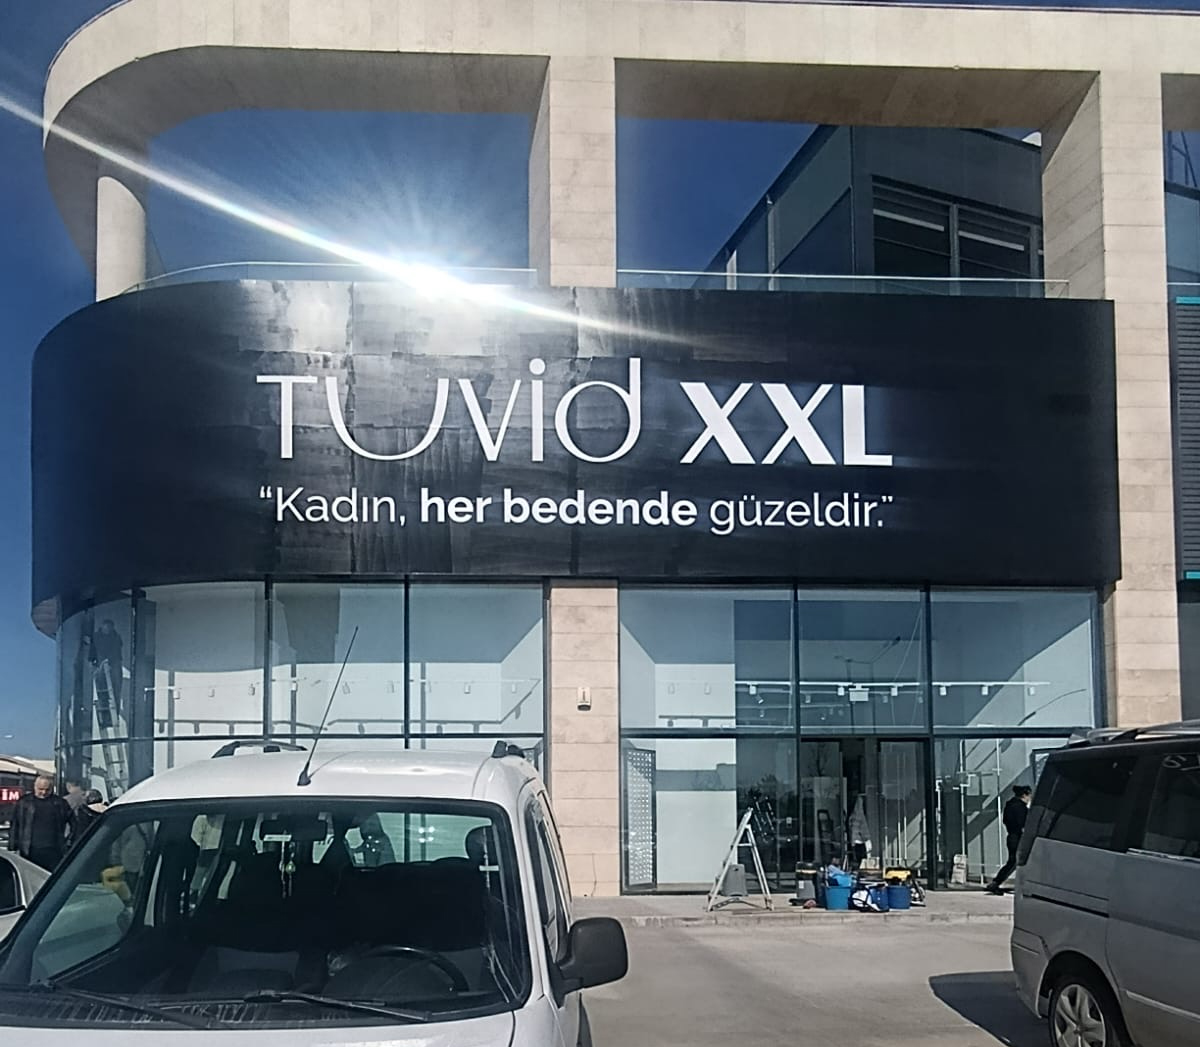 TUVid XXL
“Kadın, her bedende güzeldir.”
İM